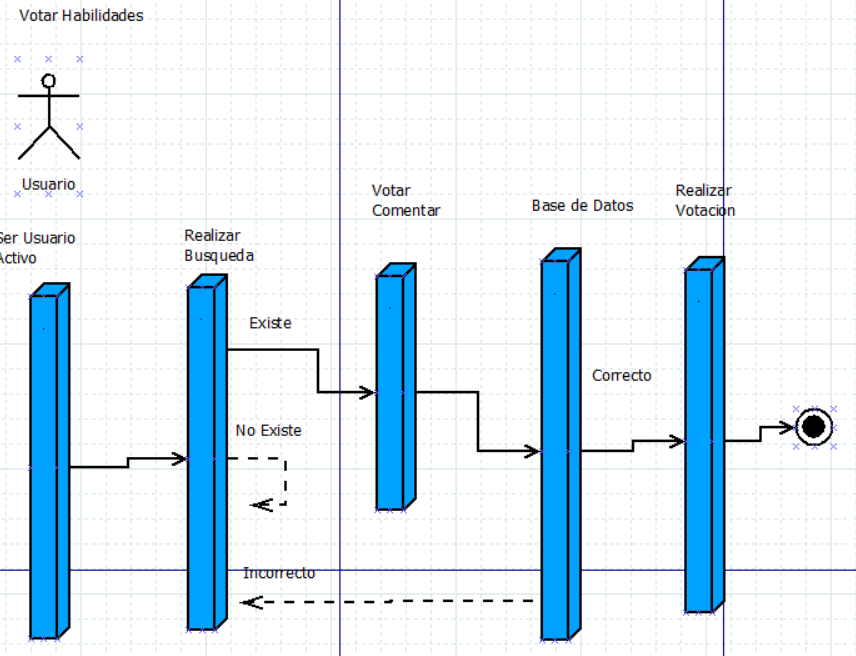 Votar Habilidades
Usuario
Ser Usuario
Activo
Realizar
Busqueda
Votar
Comentar
Base de Datos
Realizar
Votacion
Existe
Correcto
No Existe
Incorrecto